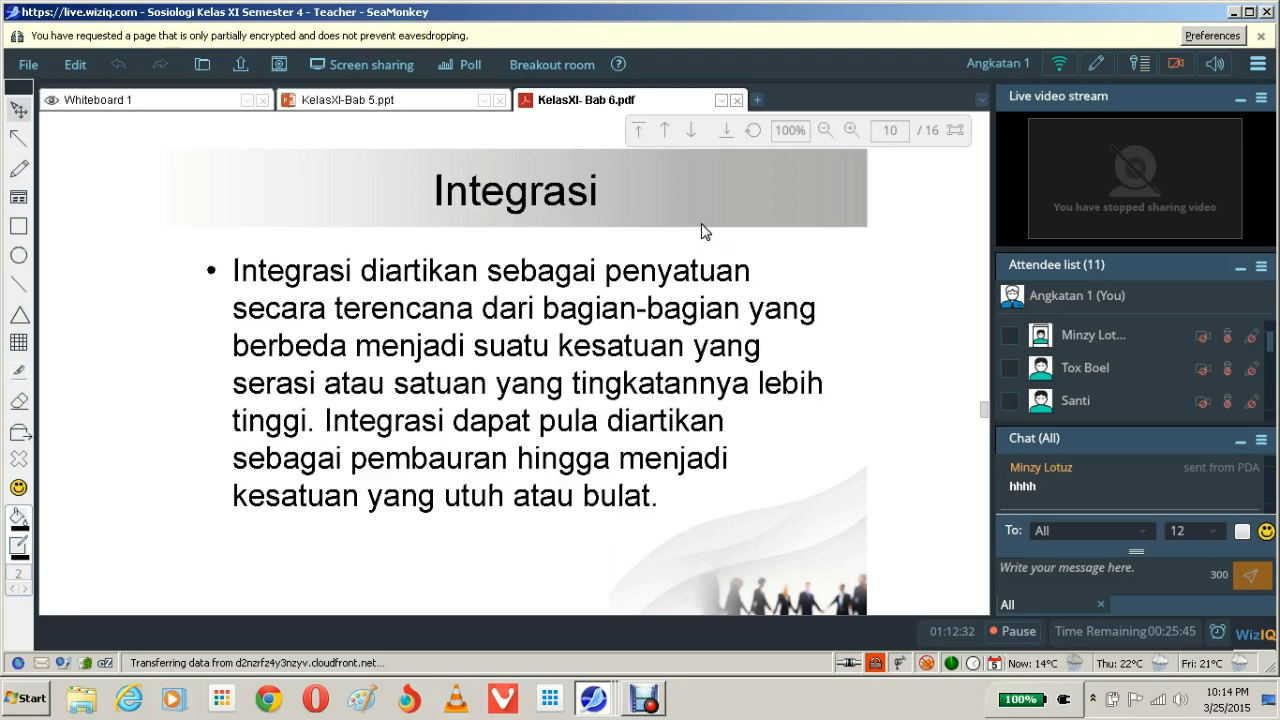 https://live.wiziq.com - Sosiologi Kelas XI Semester 4 - Teacher - SeaMonkey
You have requested a page that is only partially encrypted and does not prevent eavesdropping.
Preferences
File Edit Screen sharing Poll Breakout room
Angkatan 1
Whiteboard 1
KelasXI-Bab 5.ppt
KelasXI- Bab 6.pdf
100% 10 / 16
Integrasi
• Integrasi diartikan sebagai penyatuan
secara terencana dari bagian-bagian yang
berbeda menjadi suatu kesatuan yang
serasi atau satuan yang tingkatannya lebih
tinggi. Integrasi dapat pula diartikan
sebagai pembauran hingga menjadi
kesatuan yang utuh atau bulat.
2
Live video stream
You have stopped sharing video
Attendee list (11)
Angkatan 1 (You)
Minzy Lot...
Tox Boel
Santi
Chat (All)
Minzy Lotuz sent from PDA
hhhh
To: All 12
Write your message here.
300
All
01:12:32 Pause Time Remaining 00:25:45 WizIQ
Transferring data from d2nzrfz4y3nzyv.cloudfront.net...
5 Now: 14°C Thu: 22°C Fri: 21°C
Start
100%
10:14 PM
3/25/2015